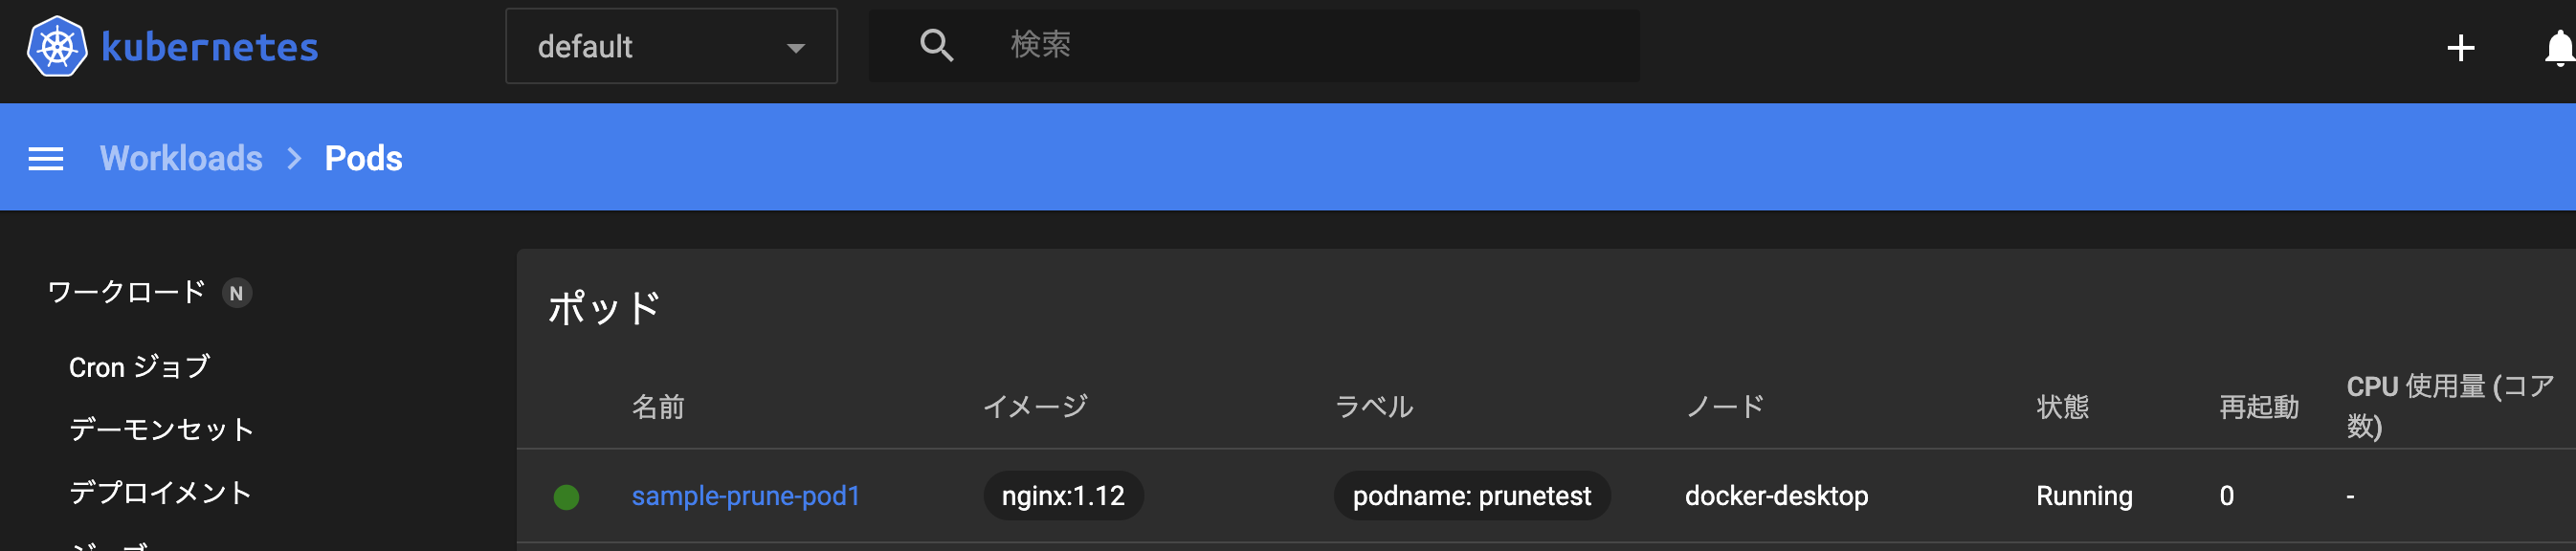 kubernetes
default
検索
Workloads > Pods
ワークロード N
Cron ジョブ
デーモンセット
デプロイメント
ポッド
名前 イメージ ラベル ノード 状態 再起動 CPU 使用量 (コア
数)
sample-prune-pod1 nginx:1.12 podname: prunetest docker-desktop Running 0 -